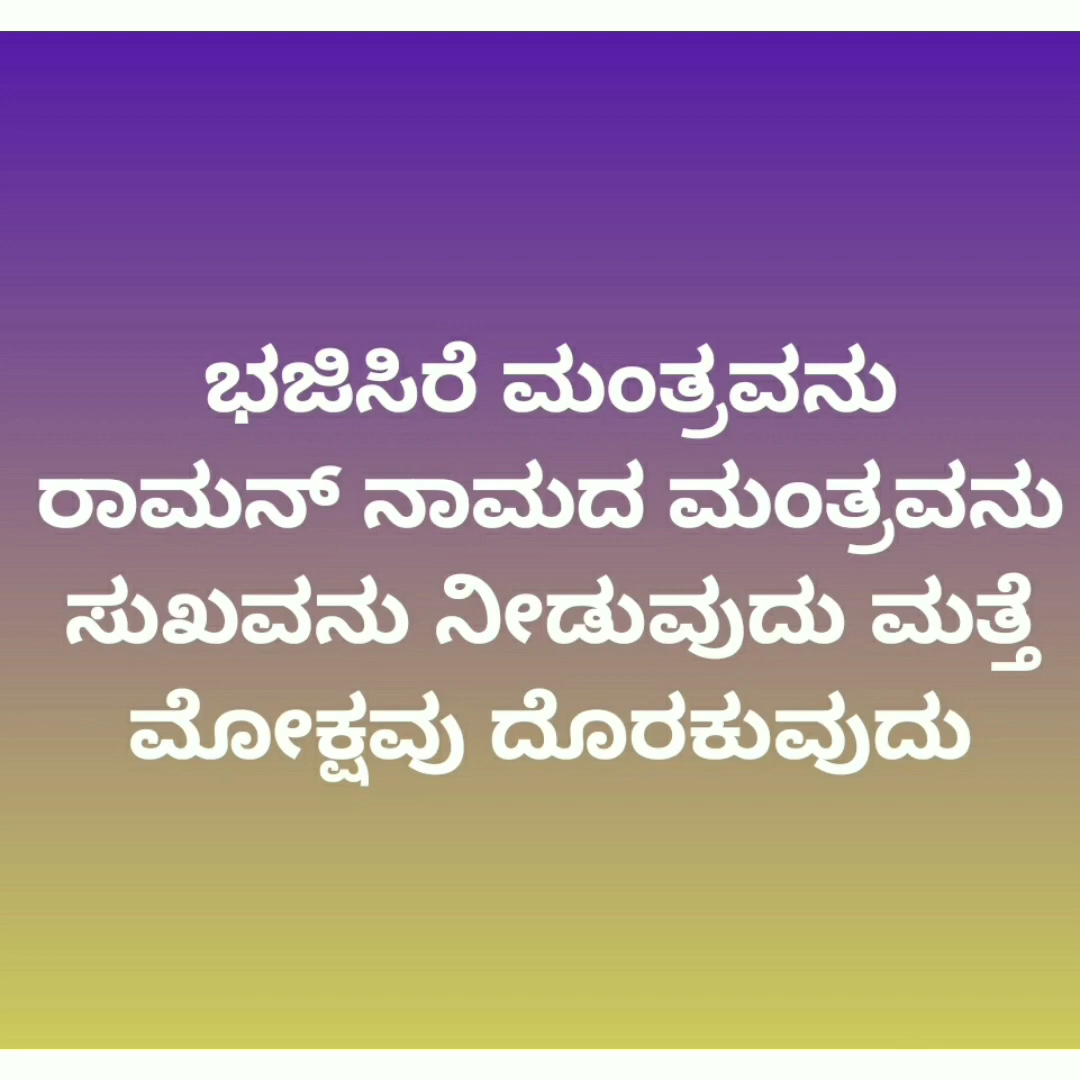 ಭಜಿಸಿರೆ ಮಂತ್ರವನು
ರಾಮನ್ ನಾಮದ ಮಂತ್ರವನು
ಸುಖವನು ನೀಡುವುದು ಮತ್ತೆ
ಮೋಕ್ಷವು ದೊರಕುವುದು